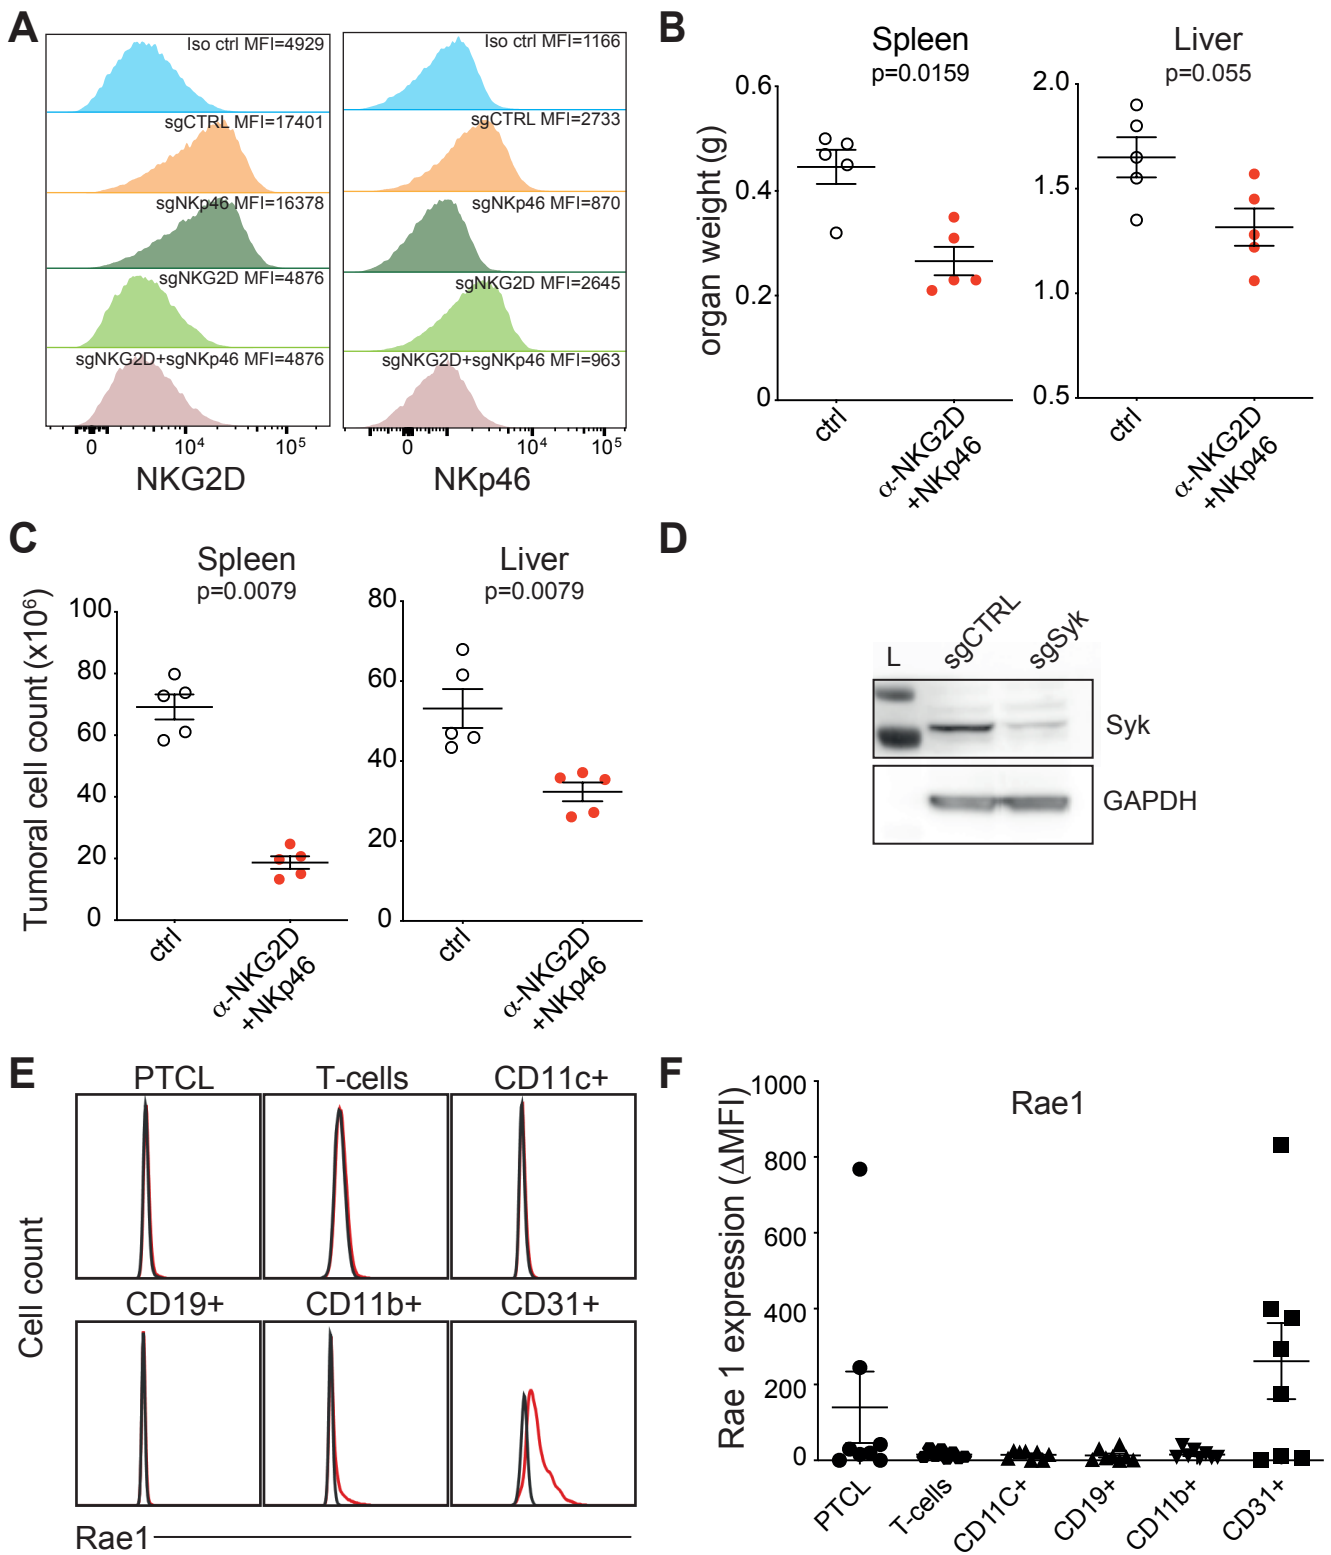 A
Iso ctrl MFI=4929
sgCTRL MFI=17401
sgNKp46 MFI=16378
sgNKG2D MFI=4876
sgNKG2D+sgNKp46 MFI=4876
0 10⁴ 10⁵
NKG2D
Iso ctrl MFI=1166
sgCTRL MFI=2733
sgNKp46 MFI=870
sgNKG2D MFI=2645
sgNKG2D+sgNKp46 MFI=963
0 10⁴ 10⁵
NKp46
B
organ weight (g)
Spleen
p=0.0159
0.6
0.4
0.2
0
ctrl
α-NKG2D
+NKp46
Liver
p=0.055
2.0
1.5
1.0
0.5
ctrl
α-NKG2D
+NKp46
C
Tumoral cell count (x10⁶)
Spleen
p=0.0079
100
80
60
40
20
0
ctrl
α-NKG2D
+NKp46
Liver
p=0.0079
80
60
40
20
0
ctrl
α-NKG2D
+NKp46
D
L sgCTRL sgSyk
Syk
GAPDH
E
Cell count
PTCL T-cells CD11c+
CD19+ CD11b+ CD31+
Rae1
F
Rae 1 expression (ΔMFI)
Rae1
1000
800
600
400
200
0
PTCL T-cells CD11C+ CD19+ CD11b+ CD31+